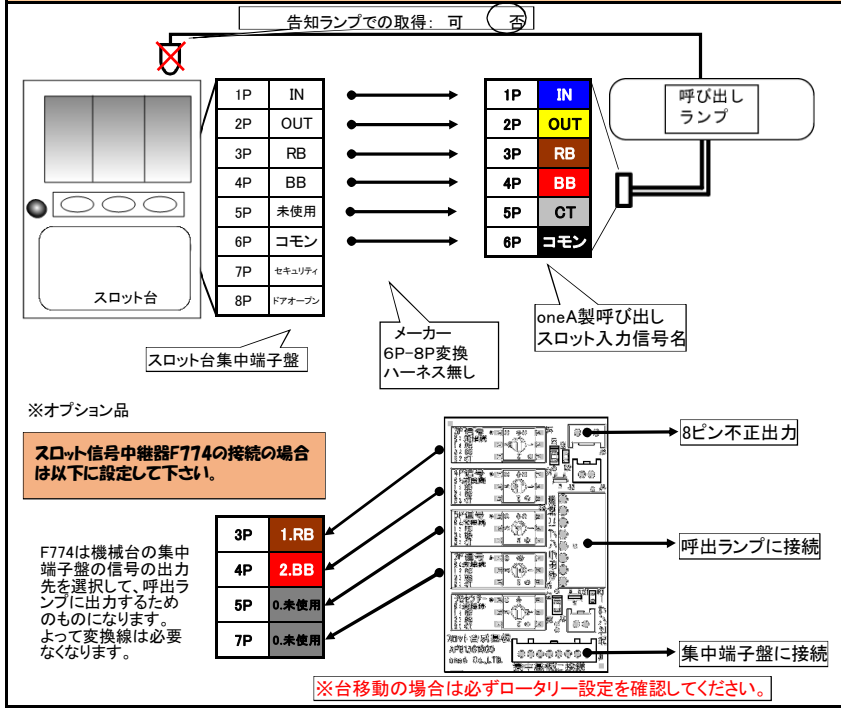 告知ランプでの取得： 可 否
1P IN
2P OUT
3P RB
4P BB
5P 未使用
6P コモン
7P セキュリティ
8P ドアオープン
1P IN
2P OUT
3P RB
4P BB
5P CT
6P コモン
呼び出し
ランプ
スロット台
スロット台集中端子盤
メーカー
6P-8P変換
ハーネス無し
oneA製呼び出し
スロット入力信号名
※オプション品
スロット信号中継器F774の接続の場合
は以下に設定して下さい。
F774は機械台の集中
端子盤の信号の出力
先を選択して、呼出ラ
ンプに出力するため
のものになります。
よって変換線は必要
なくなります。
3P 1.RB
4P 2.BB
5P 0.未使用
7P 0.未使用
8ピン不正出力
呼出ランプに接続
集中端子盤に接続
集中端子盤に接続
※台移動の場合は必ずロータリー設定を確認してください。